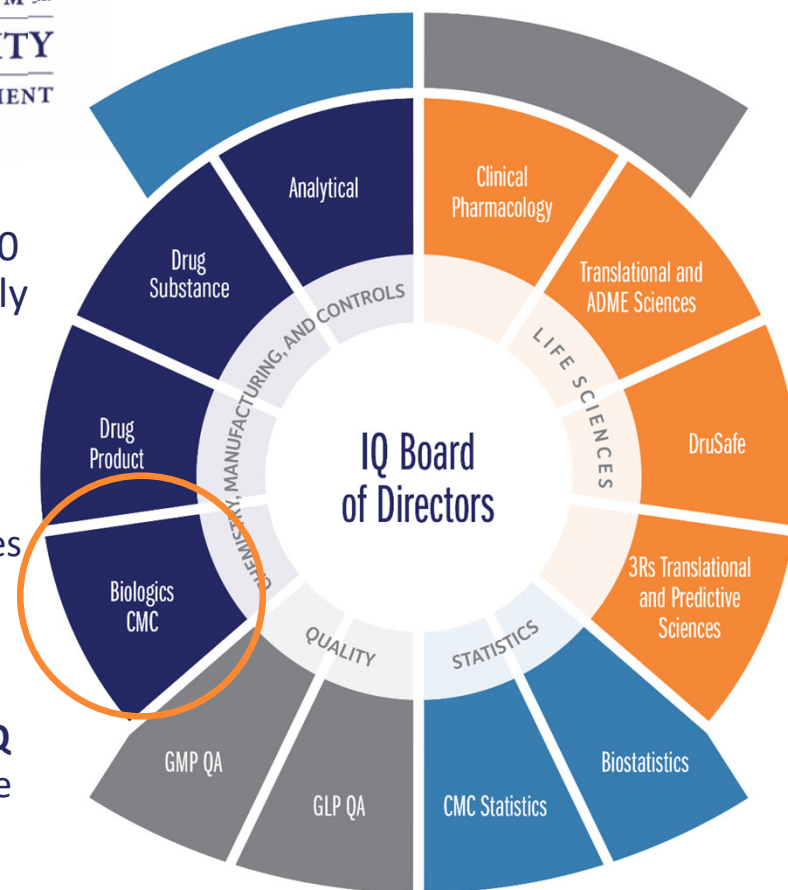 ITY
MENT
0
ly
es
Q
e
Analytical
Clinical
Pharmacology
Drug
Substance
Translational and
ADME Sciences
Drug
Product
DruSafe
Biologics
CMC
3Rs Translational
and Predictive
Sciences
GMP QA
GLP QA
CMC Statistics
Biostatistics
CHEMISTRY, MANUFACTURING, AND CONTROLS
LIFE SCIENCES
QUALITY
STATISTICS
IQ Board
of Directors